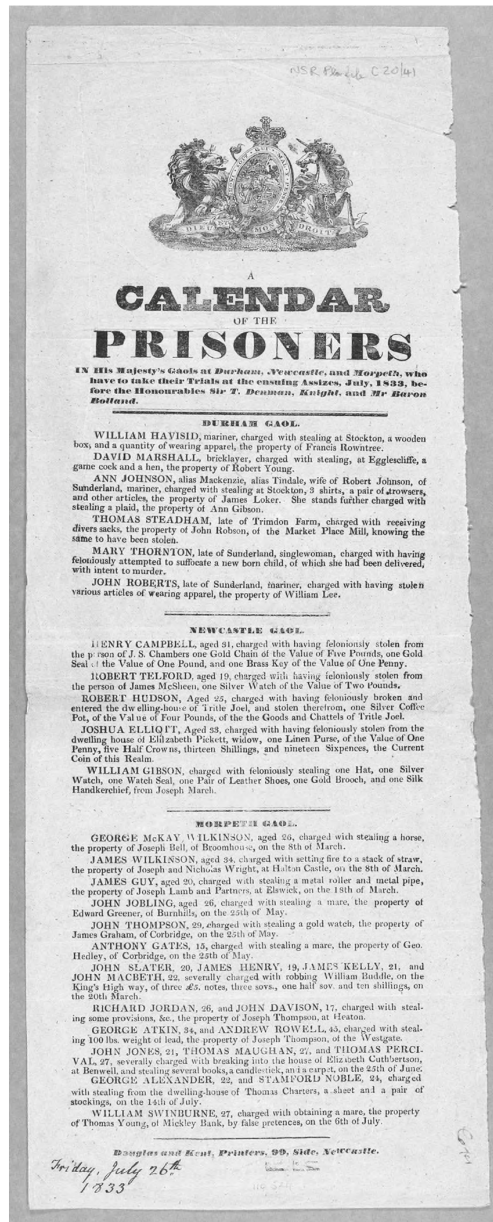 NSR C 20/41
DIEU ET MON DROIT
A
CALENDAR
OF THE
PRISONERS
IN His Majesty's Gaols at Durham, Newcastle, and Morpeth, who
have to take their Trials at the ensuing Assizes, July, 1833, be-
fore the Honourables Sir T. Denman, Knight, and Mr Baron
Bolland.
DURHAM GAOL.
WILLIAM HAVISID, mariner, charged with stealing at Stockton, a wooden
box, and a quantity of wearing apparel, the property of Francis Rowntree.
DAVID MARSHALL, bricklayer, charged with stealing, at Egglescliffe, a
game cock and a hen, the property of Robert Young.
ANN JOHNSON, alias Mackenzie, alias Tindale, wife of Robert Johnson, of
Sunderland, mariner, charged with stealing at Stockton, 3 shirts, a pair of trowsers,
and other articles, the property of James Loker. She stands further charged with
stealing a plaid, the property of Ann Gibson.
THOMAS STEADHAM, late of Trimdon Farm, charged with receiving
divers sacks, the property of John Robson, of the Market Place Mill, knowing the
same to have been stolen.
MARY THORNTON, late of Sunderland, singlewoman, charged with having
feloniously attempted to suffocate a new born child, of which she had been delivered,
with intent to murder.
JOHN ROBERTS, late of Sunderland, mariner, charged with having stolen
various articles of wearing apparel, the property of William Lee.
NEWCASTLE GAOL.
HENRY CAMPBELL, aged 31, charged with having feloniously stolen from
the person of J. S. Chambers one Gold Chain of the Value of Five Pounds, one Gold
Seal of the Value of One Pound, and one Brass Key of the Value of One Penny.
ROBERT TELFORD, aged 19, charged with having feloniously stolen from
the person of James McSheen, one Silver Watch of the Value of Two Pounds.
ROBERT HUDSON, Aged 25, charged with having feloniously broken and
entered the dwelling-house of Tritle Joel, and stolen therefrom, one Silver Coffee
Pot, of the Value of Four Pounds, of the the Goods and Chattels of Tritle Joel.
JOSHUA ELLIOTT, Aged 33, charged with having feloniously stolen from the
dwelling house of Elilzabeth Pickett, widow, one Linen Purse, of the Value of One
Penny, five Half Crowns, thirteen Shillings, and nineteen Sixpences, the Current
Coin of this Realm.
WILLIAM GIBSON, charged with feloniously stealing one Hat, one Silver
Watch, one Watch Seal, one Pair of Leather Shoes, one Gold Brooch, and one Silk
Handkerchief, from Joseph March.
MORPETH GAOL.
GEORGE McKAY WILKINSON, aged 26, charged with stealing a horse,
the property of Joseph Bell, of Broomhouse, on the 8th of March.
JAMES WILKINSON, aged 34, charged with setting fire to a stack of straw,
the property of Joseph and Nicholas Wright, at Halton Castle, on the 8th of March.
JAMES GUY, aged 20, charged with stealing a metal roller and metal pipe,
the property of Joseph Lamb and Partners, at Elswick, on the 18th of March.
JOHN JOBLING, aged 26, charged with stealing a mare, the property of
Edward Greener, of Burnhills, on the 25th of May.
JOHN THOMPSON, 29, charged with stealing a gold watch, the property of
James Graham, of Corbridge, on the 25th of May.
ANTHONY GATES, 15, charged with stealing a mare, the property of Geo.
Hedley, of Corbridge, on the 25th of May.
JOHN SLATER, 20, JAMES HENRY, 19, JAMES KELLY, 21, and
JOHN MACBETH, 22, severally charged with robbing William Buddle, on the
King's High way, of three £5. notes, three sovs., one half sov. and ten shillings, on
the 20th March.
RICHARD JORDAN, 26, and JOHN DAVISON, 17, charged with steal-
ing some provisions, &c., the property of Joseph Thompson, at Heaton.
GEORGE ATKIN, 34, and ANDREW ROWELL, 45, charged with steal-
ing 100 lbs. weight of lead, the property of Joseph Thompson, of the Westgate.
JOHN JONES, 21, THOMAS MAUGHAN, 27, and THOMAS PERCI-
VAL, 27, severally charged with breaking into the house of Elizabeth Cuthbertson,
at Benwell, and stealing several books, a candlestick, and a carpet, on the 25th of June.
GEORGE ALEXANDER, 22, and STAMFORD NOBLE, 24, charged
with stealing from the dwelling-house of Thomas Charters, a sheet and a pair of
stockings, on the 14th of July.
WILLIAM SWINBURNE, 27, charged with obtaining a mare, the property
of Thomas Young, of Mickley Bank, by false pretences, on the 6th of July.
Douglas and Kent, Printers, 99, Side, Newcastle.
Friday, July 26th
1833